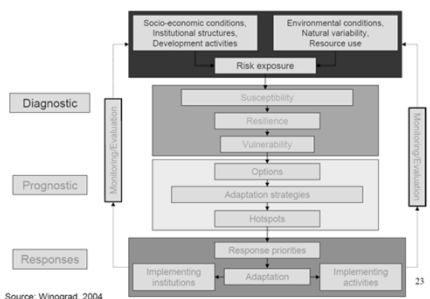 Socio-economic conditions,
Institutional structures,
Development activities
Environmental conditions,
Natural variability,
Resource use
Risk exposure
Diagnostic
Susceptibility
Resilience
Vulnerability
Monitoring/Evaluation
Monitoring/Evaluation
Prognostic
Options
Adaptation strategies
Hotspots
Responses
Response priorities
Implementing
institutions
Adaptation
Implementing
activities
23
Source: Winograd, 2004